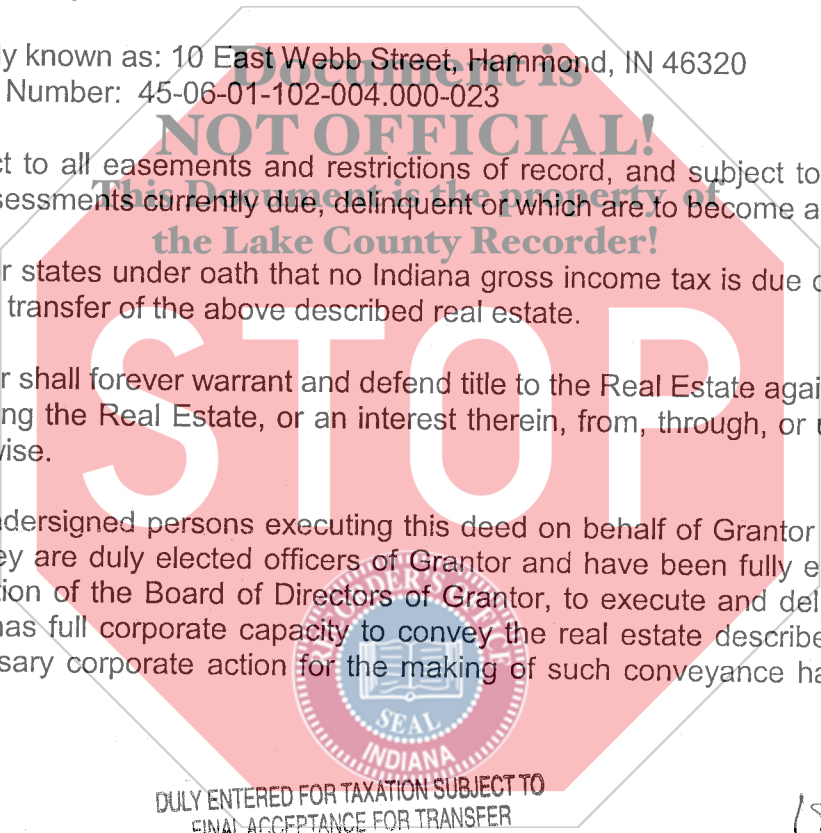 ly known as: 10 East Webb Street, Hammond, IN 46320
Number: 45-06-01-102-004.000-023
Document is
NOT OFFICIAL!
This Document is the property of
the Lake County Recorder!
ct to all easements and restrictions of record, and subject to
sessments currently due, delinquent or which are to become a
r states under oath that no Indiana gross income tax is due o
transfer of the above described real estate.
STOP
r shall forever warrant and defend title to the Real Estate agai
ng the Real Estate, or an interest therein, from, through, or u
vise.
ndersigned persons executing this deed on behalf of Grantor
ey are duly elected officers of Grantor and have been fully e
tion of the Board of Directors of Grantor, to execute and del
has full corporate capacity to convey the real estate describe
sary corporate action for the making of such conveyance ha
RECORDER'S OFFICE
SEAL
INDIANA
DULY ENTERED FOR TAXATION SUBJECT TO
FINAL ACCEPTANCE FOR TRANSFER